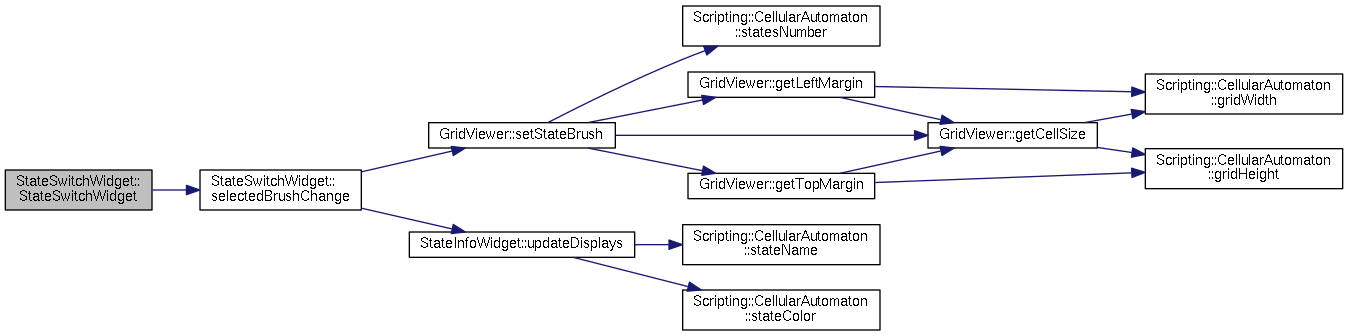 StateSwitchWidget::
StateSwitchWidget
StateSwitchWidget::
selectedBrushChange
GridViewer::setStateBrush
StateInfoWidget::updateDisplays
Scripting::CellularAutomaton
::statesNumber
GridViewer::getLeftMargin
GridViewer::getTopMargin
Scripting::CellularAutomaton
::stateName
Scripting::CellularAutomaton
::stateColor
GridViewer::getCellSize
Scripting::CellularAutomaton
::gridWidth
Scripting::CellularAutomaton
::gridHeight